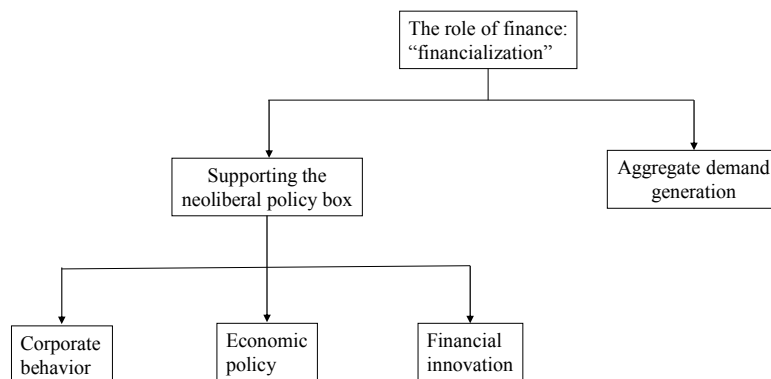 The role of finance:
“financialization”
Supporting the
neoliberal policy box
Aggregate demand
generation
Corporate
behavior
Economic
policy
Financial
innovation